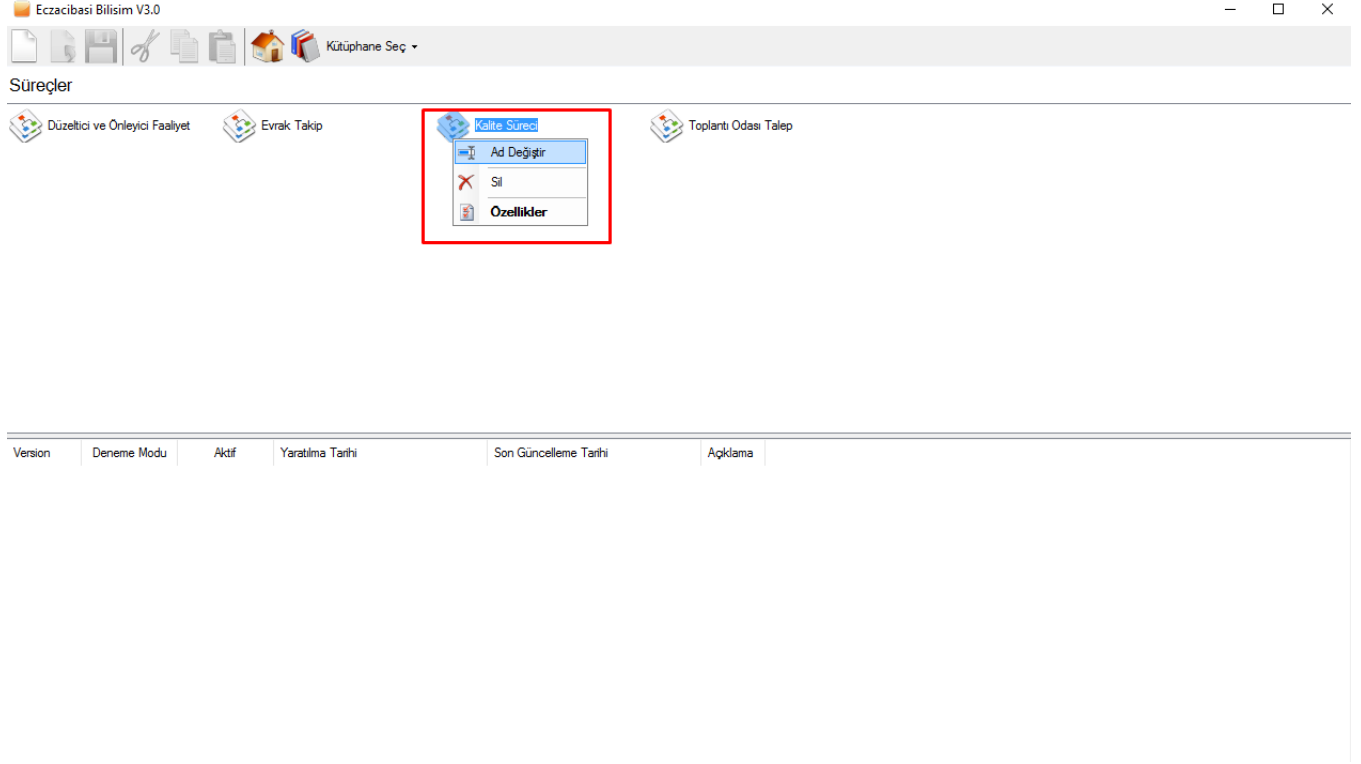 Eczacibasi Bilisim V3.0
Kütüphane Seç
Süreçler
Düzeltici ve Önleyici Faaliyet Evrak Takip Kalite Süreci Toplantı Odası Talep
Ad Değiştir
Sil
Özellikler
Version Deneme Modu Aktif Yaratılma Tarihi Son Güncelleme Tarihi Açıklama